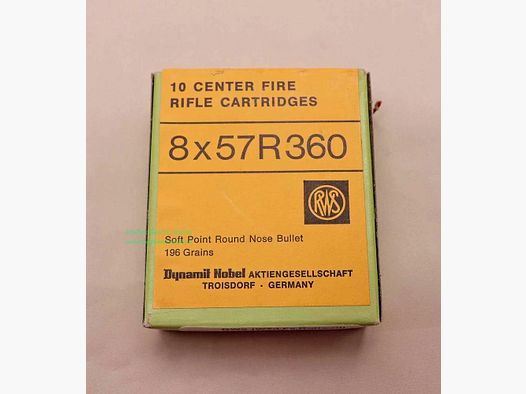 10 CENTER FIRE
RIFLE CARTRIDGES
8x57R360
RWS
Soft Point Round Nose Bullet
196 Grains
Dynamit Nobel AKTIENGESELLSCHAFT
TROISDORF · GERMANY